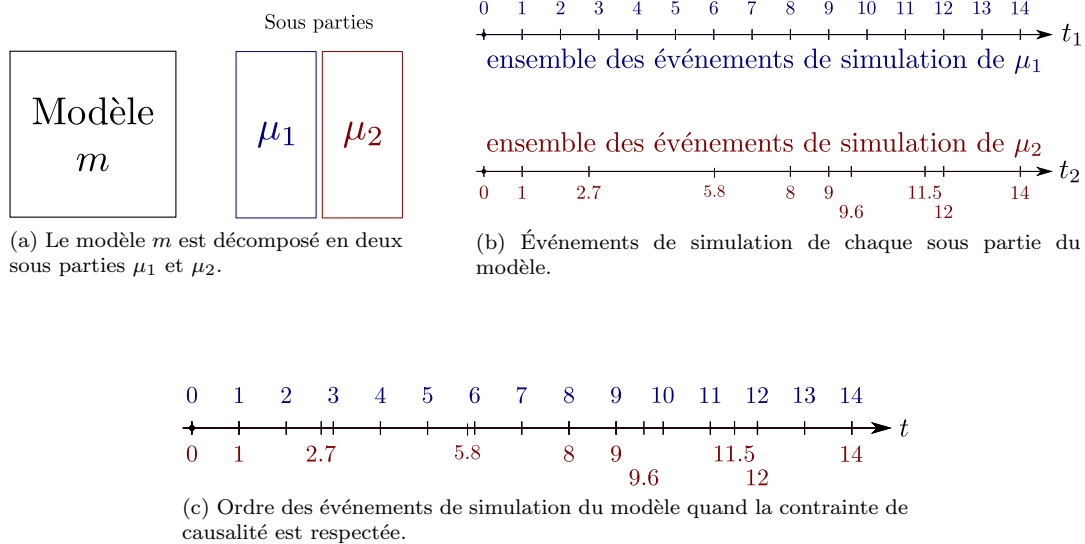 Sous parties
Modèle
m
μ1 μ2
(a) Le modèle m est décomposé en deux
sous parties μ1 et μ2.
0 1 2 3 4 5 6 7 8 9 10 11 12 13 14
t1
ensemble des événements de simulation de μ1
ensemble des événements de simulation de μ2
t2
0 1 2.7 5.8 8 9 11.5 14
9.6 12
(b) Événements de simulation de chaque sous partie du
modèle.
0 1 2 3 4 5 6 7 8 9 10 11 12 13 14
t
0 1 2.7 5.8 8 9 11.5 14
9.6 12
(c) Ordre des événements de simulation du modèle quand la contrainte de
causalité est respectée.